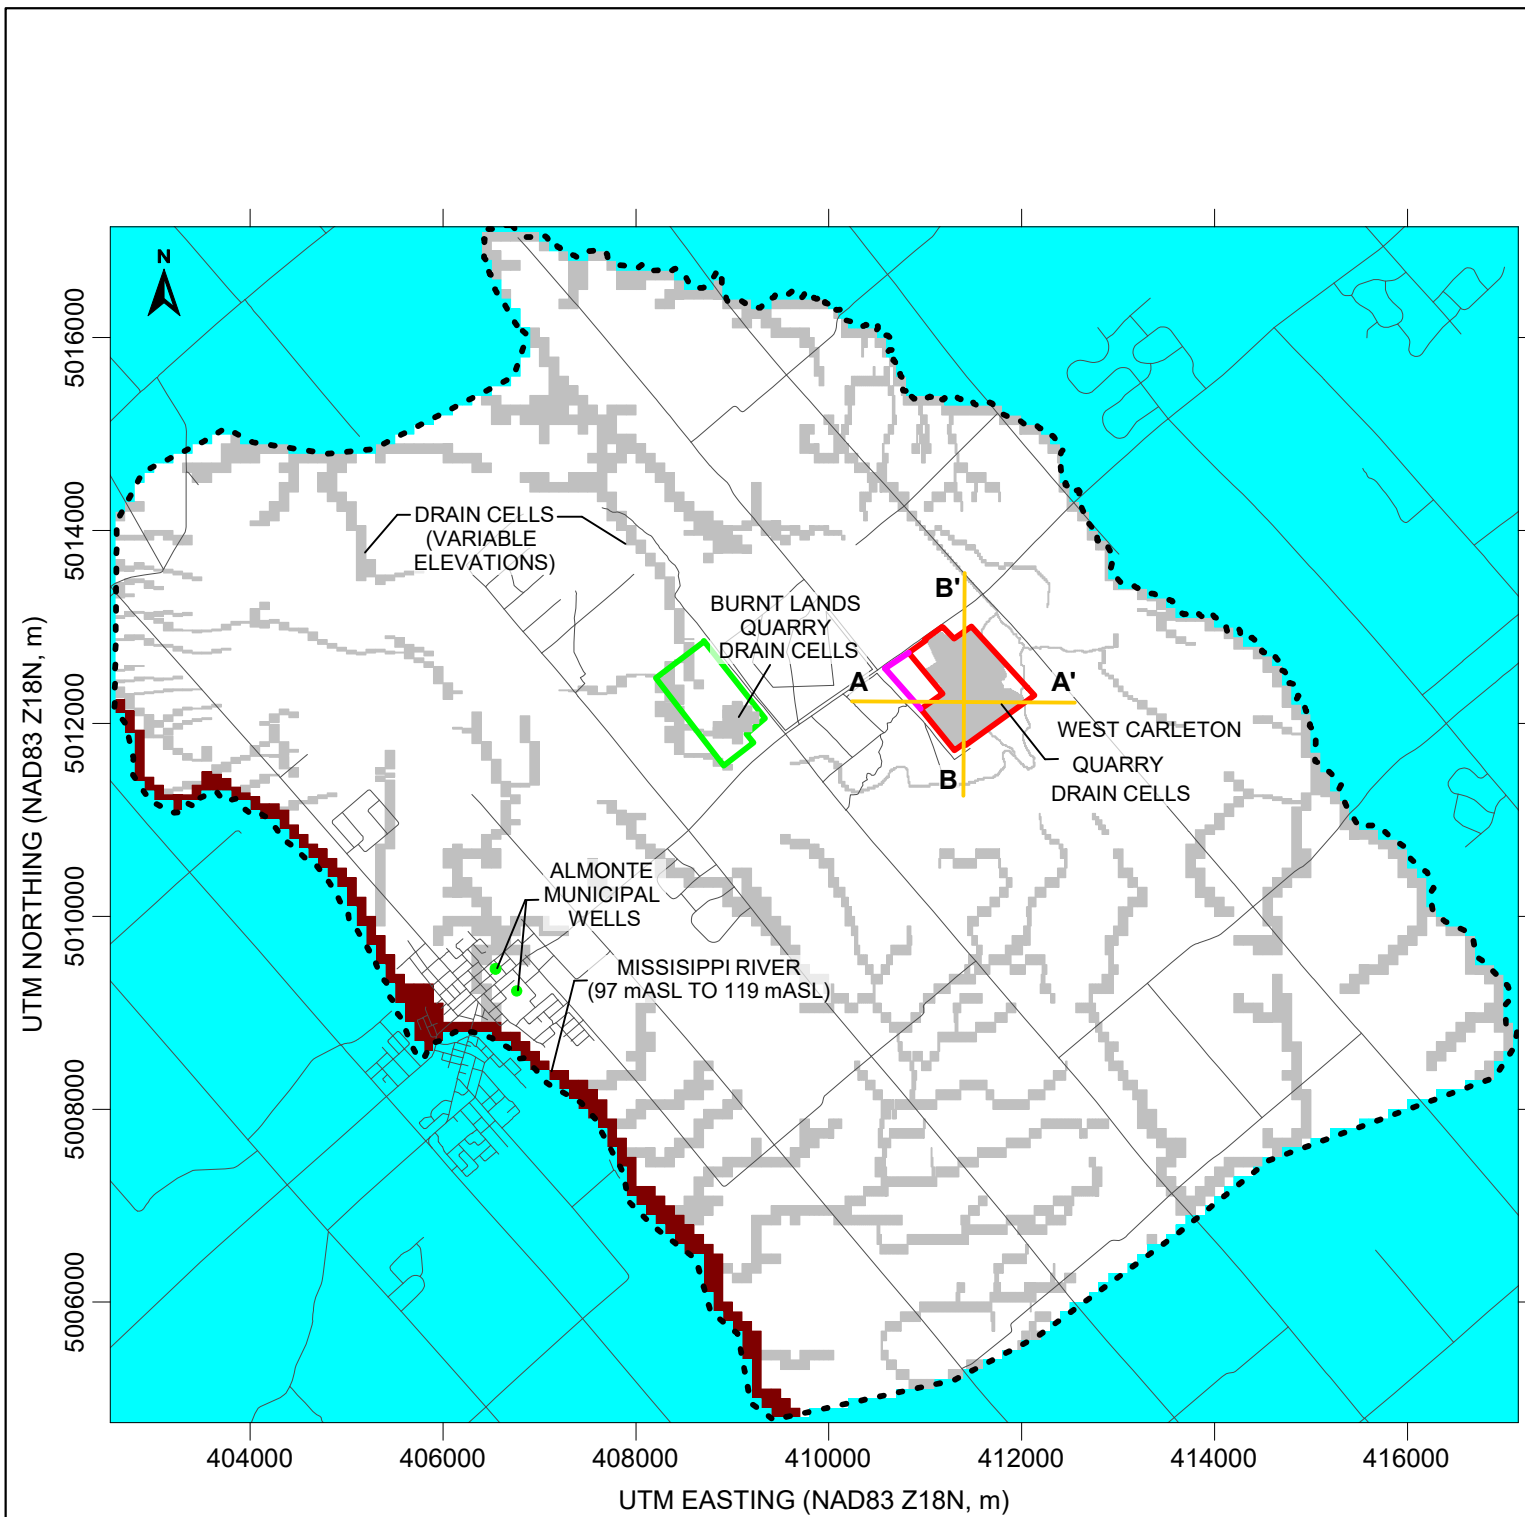 N
DRAIN CELLS
(VARIABLE
ELEVATIONS)
BURNT LANDS
QUARRY
DRAIN CELLS
B'
A
A'
B
WEST CARLETON
QUARRY
DRAIN CELLS
ALMONTE
MUNICIPAL
WELLS
MISSISIPPI RIVER
(97 mASL TO 119 mASL)
5016000
5014000
5012000
5010000
5008000
5006000
UTM NORTHING (NAD83 Z18N, m)
404000
406000
408000
410000
412000
414000
416000
UTM EASTING (NAD83 Z18N, m)